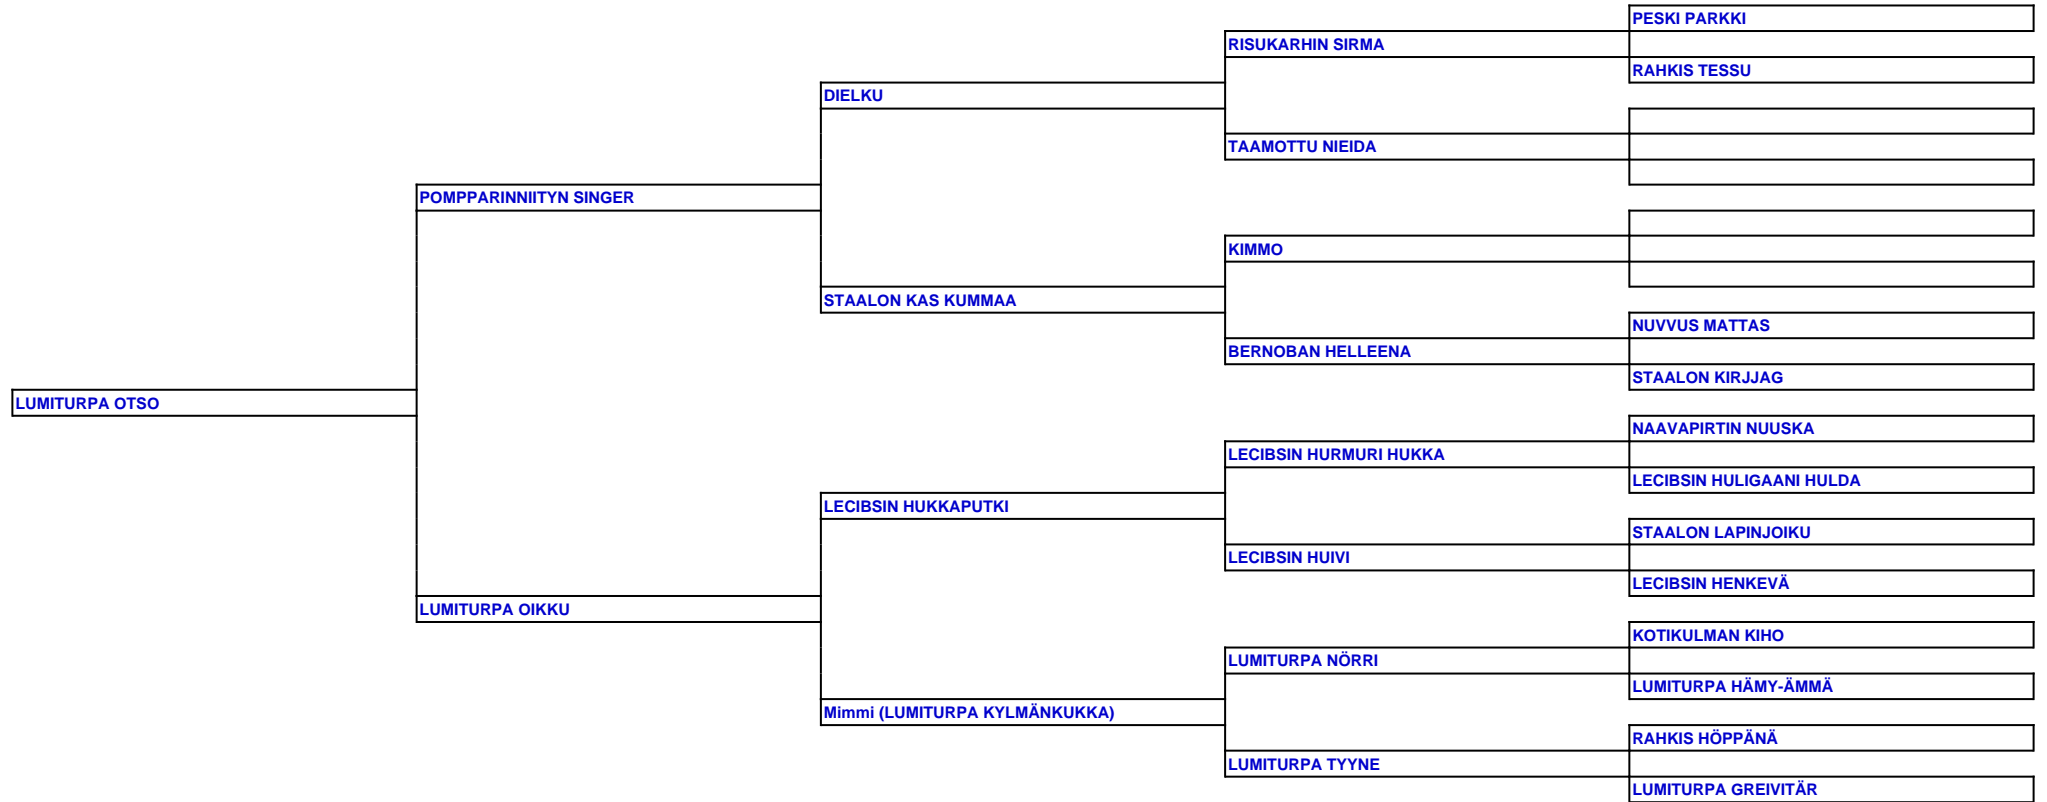 PESKI PARKKI
RISUKARHIN SIRMA
RAHKIS TESSU
DIELKU
TAAMOTTU NIEIDA
POMPPARINNIITYN SINGER
KIMMO
STAALON KAS KUMMAA
NUVVUS MATTAS
BERNOBAN HELLEENA
STAALON KIRJJAG
LUMITURPA OTSO
NAAVAPIRTIN NUUSKA
LECIBSIN HURMURI HUKKA
LECIBSIN HULIGAANI HULDA
LECIBSIN HUKKAPUTKI
STAALON LAPINJOIKU
LECIBSIN HUIVI
LECIBSIN HENKEVÄ
LUMITURPA OIKKU
KOTIKULMAN KIHO
LUMITURPA NÖRRI
LUMITURPA HÄMY-ÄMMÄ
Mimmi (LUMITURPA KYLMÄNKUKKA)
RAHKIS HÖPPÄNÄ
LUMITURPA TYYNE
LUMITURPA GREIVITÄR